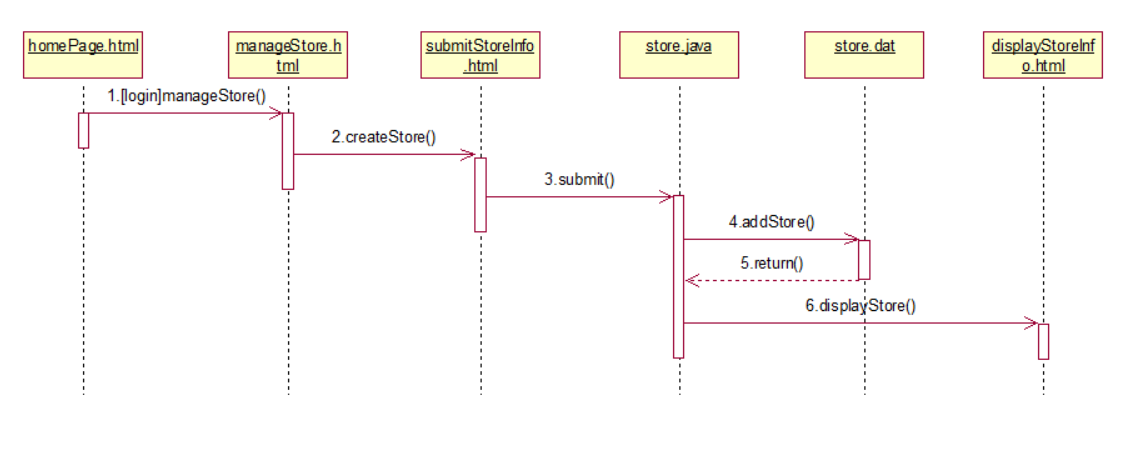 homePage.html
manageStore.h
tml
submitStoreInfo
.html
store.java
store.dat
displayStoreInf
o.html
1.[login]manageStore()
2.createStore()
3.submit()
4.addStore()
5.return()
6.displayStore()